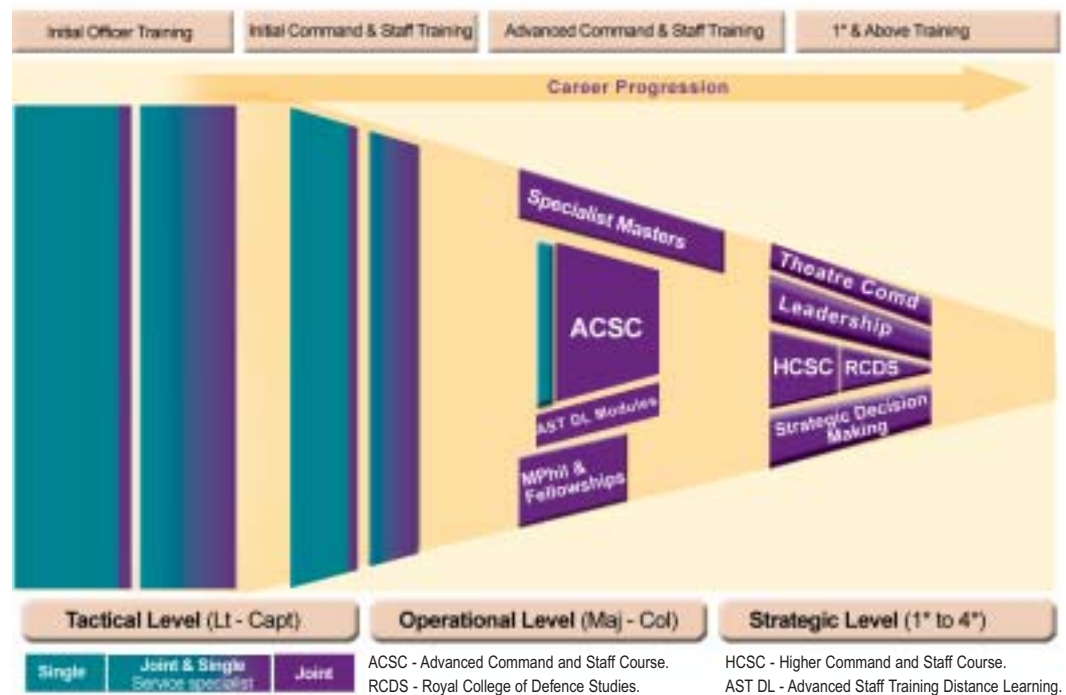 Initial Officer Training
Initial Command & Staff Training
Advanced Command & Staff Training
1* & Above Training
Career Progression
Specialist Masters
ACSC
AST DL Modules
MPhil &
Fellowships
Theatre Comd
Leadership
HCSC
RCDS
Strategic Decision
Making
Tactical Level (Lt - Capt)
Operational Level (Maj - Col)
Strategic Level (1* to 4*)
Single
Joint & Single
Service specialist
Joint
ACSC - Advanced Command and Staff Course.
RCDS - Royal College of Defence Studies.
HCSC - Higher Command and Staff Course.
AST DL - Advanced Staff Training Distance Learning.